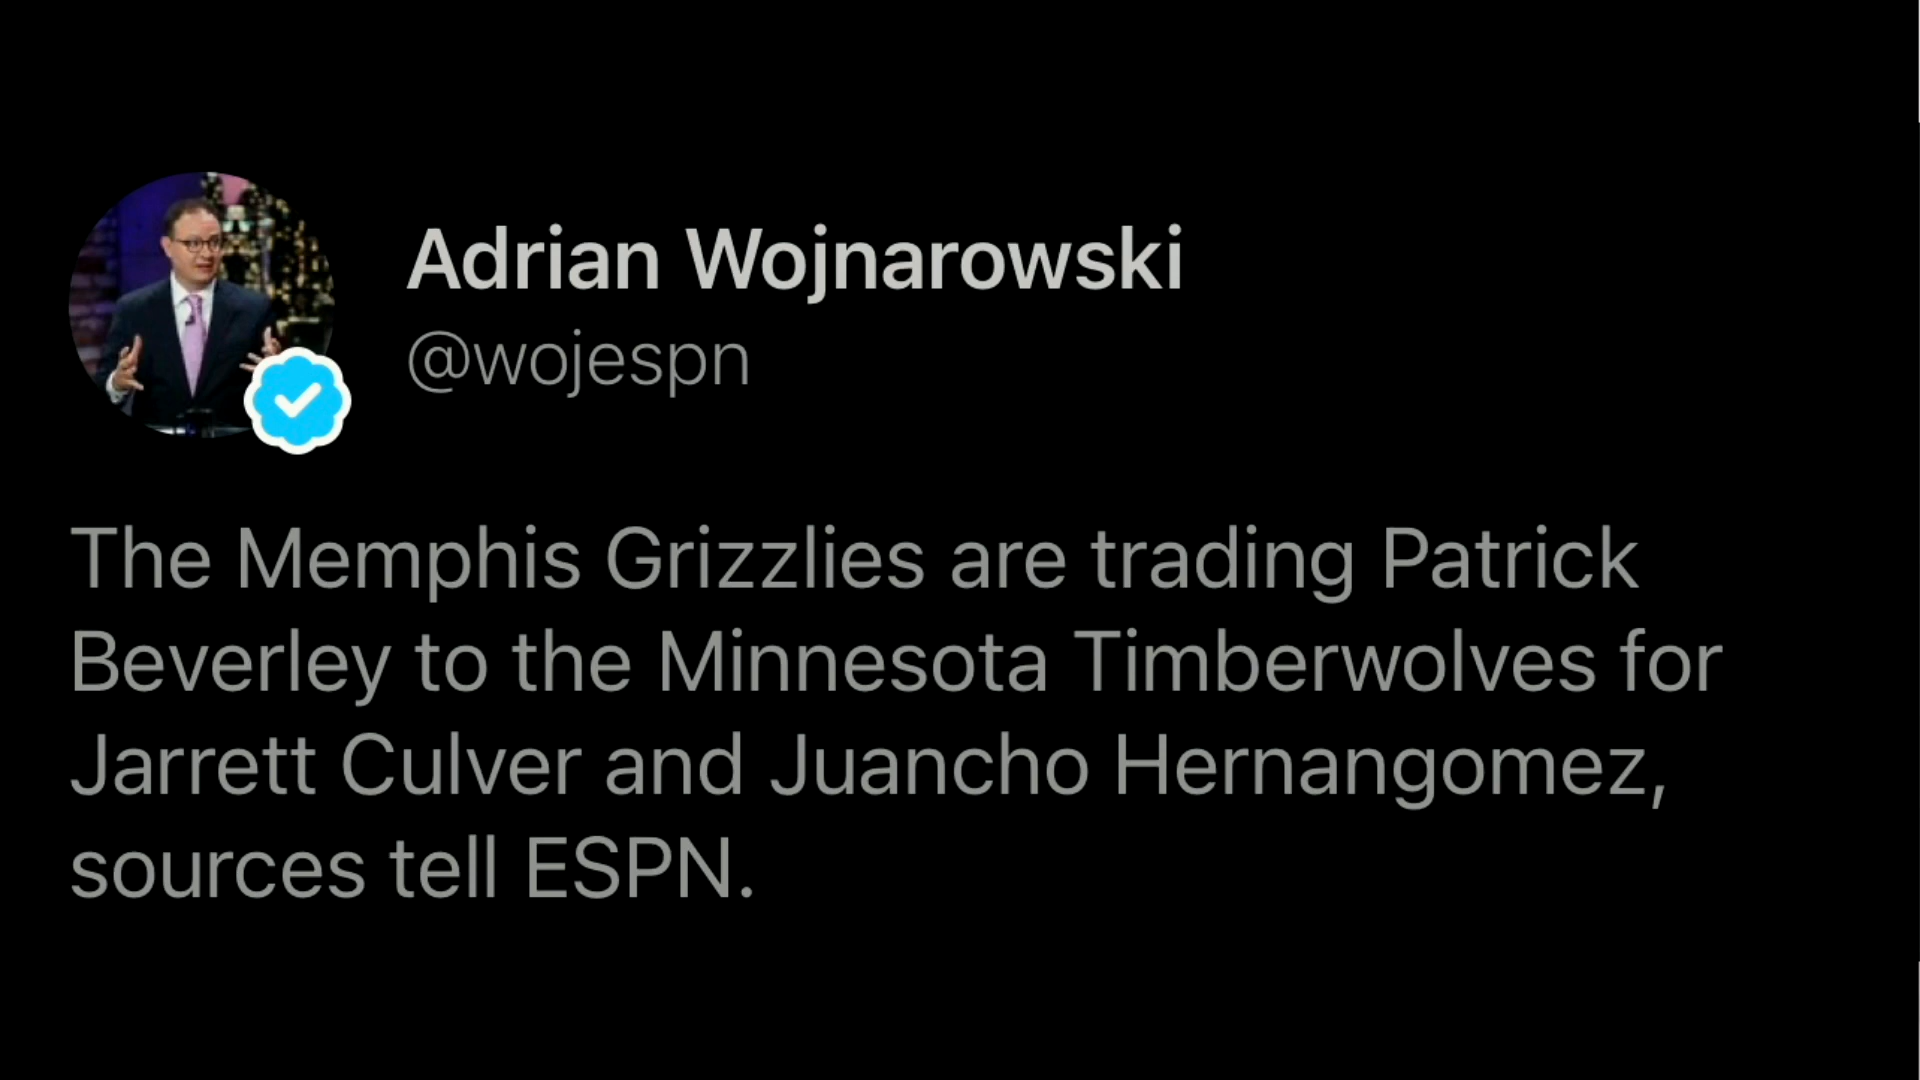 Adrian Wojnarowski
@wojespn
The Memphis Grizzlies are trading Patrick
Beverley to the Minnesota Timberwolves for
Jarrett Culver and Juancho Hernangomez,
sources tell ESPN.